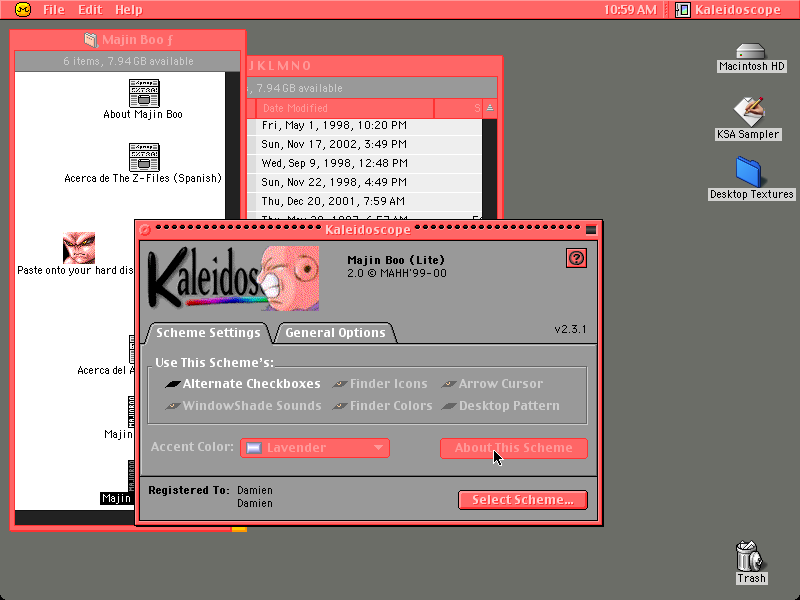 File Edit Help
10:59 AM Kaleidoscope
Majin Boo ƒ
6 items, 7.94 GB available
About Majin Boo
Acerca de The Z-Files (Spanish)
Paste onto your hard dis
Acerca del A
Majin
Majin
J K L M N O
, 7.94 GB available
Date Modified S
Fri, May 1, 1998, 10:20 PM
Sun, Nov 17, 2002, 3:49 PM
Wed, Sep 9, 1998, 12:48 PM
Sun, Nov 22, 1998, 4:49 PM
Thu, Dec 20, 2001, 7:59 AM
Macintosh HD
KSA Sampler
Desktop Textures
Trash
Kaleidoscope
Kaleidos
Majin Boo (Lite)
2.0 © MAHH'99-00
?
v2.3.1
Scheme Settings General Options
Use This Scheme's:
Alternate Checkboxes Finder Icons Arrow Cursor
WindowShade Sounds Finder Colors Desktop Pattern
Accent Color: Lavender About This Scheme
Registered To: Damien
Damien
Select Scheme...